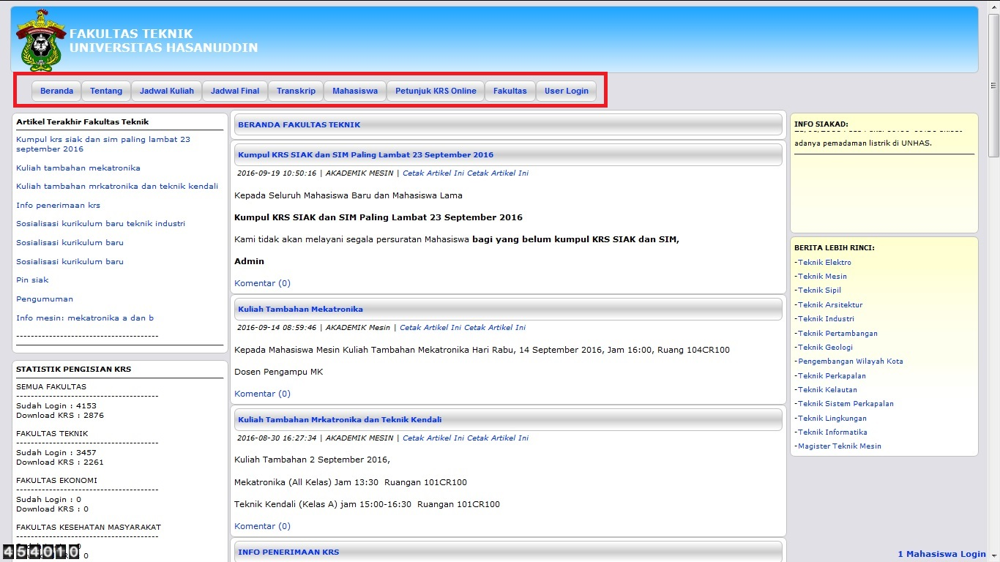 FAKULTAS TEKNIK
UNIVERSITAS HASANUDDIN
Beranda Tentang Jadwal Kuliah Jadwal Final Transkrip Mahasiswa Petunjuk KRS Online Fakultas User Login
Artikel Terakhir Fakultas Teknik
Kumpul krs siak dan sim paling lambat 23
september 2016
Kuliah tambahan mekatronika
Kuliah tambahan mrkatronika dan teknik kendali
Info penerimaan krs
Sosialisasi kurikulum baru teknik industri
Sosialisasi kurikulum baru
Sosialisasi kurikulum baru
Pin siak
Pengumuman
Info mesin: mekatronika a dan b
---------------------------------------
STATISTIK PENGISIAN KRS
SEMUA FAKULTAS
---------------------------------------
Sudah Login : 4153
Download KRS : 2876
FAKULTAS TEKNIK
---------------------------------------
Sudah Login : 3457
Download KRS : 2261
FAKULTAS EKONOMI
---------------------------------------
Sudah Login : 0
Download KRS : 0
FAKULTAS KESEHATAN MASYARAKAT
---------------------------------------
0
: 0
454010
BERANDA FAKULTAS TEKNIK
Kumpul KRS SIAK dan SIM Paling Lambat 23 September 2016
2016-09-19 10:50:16 | AKADEMIK MESIN | Cetak Artikel Ini Cetak Artikel Ini
Kepada Seluruh Mahasiswa Baru dan Mahasiswa Lama
Kumpul KRS SIAK dan SIM Paling Lambat 23 September 2016
Kami tidak akan melayani segala persuratan Mahasiswa bagi yang belum kumpul KRS SIAK dan SIM,
Admin
Komentar (0)
Kuliah Tambahan Mekatronika
2016-09-14 08:59:46 | AKADEMIK Mesin | Cetak Artikel Ini Cetak Artikel Ini
Kepada Mahasiswa Mesin Kuliah Tambahan Mekatronika Hari Rabu, 14 September 2016, Jam 16:00, Ruang 104CR100
Dosen Pengampu MK
Komentar (0)
Kuliah Tambahan Mrkatronika dan Teknik Kendali
2016-08-30 16:27:34 | AKADEMIK MESIN | Cetak Artikel Ini Cetak Artikel Ini
Kuliah Tambahan 2 September 2016,
Mekatronika (All Kelas) Jam 13:30 Ruangan 101CR100
Teknik Kendali (Kelas A) jam 15:00-16:30 Ruangan 101CR100
Komentar (0)
INFO PENERIMAAN KRS
INFO SIAKAD:
adanya pemadaman listrik di UNHAS.
BERITA LEBIH RINCI:
-Teknik Elektro
-Teknik Mesin
-Teknik Sipil
-Teknik Arsitektur
-Teknik Industri
-Teknik Pertambangan
-Teknik Geologi
-Pengembangan Wilayah Kota
-Teknik Perkapalan
-Teknik Kelautan
-Teknik Sistem Perkapalan
-Teknik Lingkungan
-Teknik Informatika
-Magister Teknik Mesin
1 Mahasiswa Login